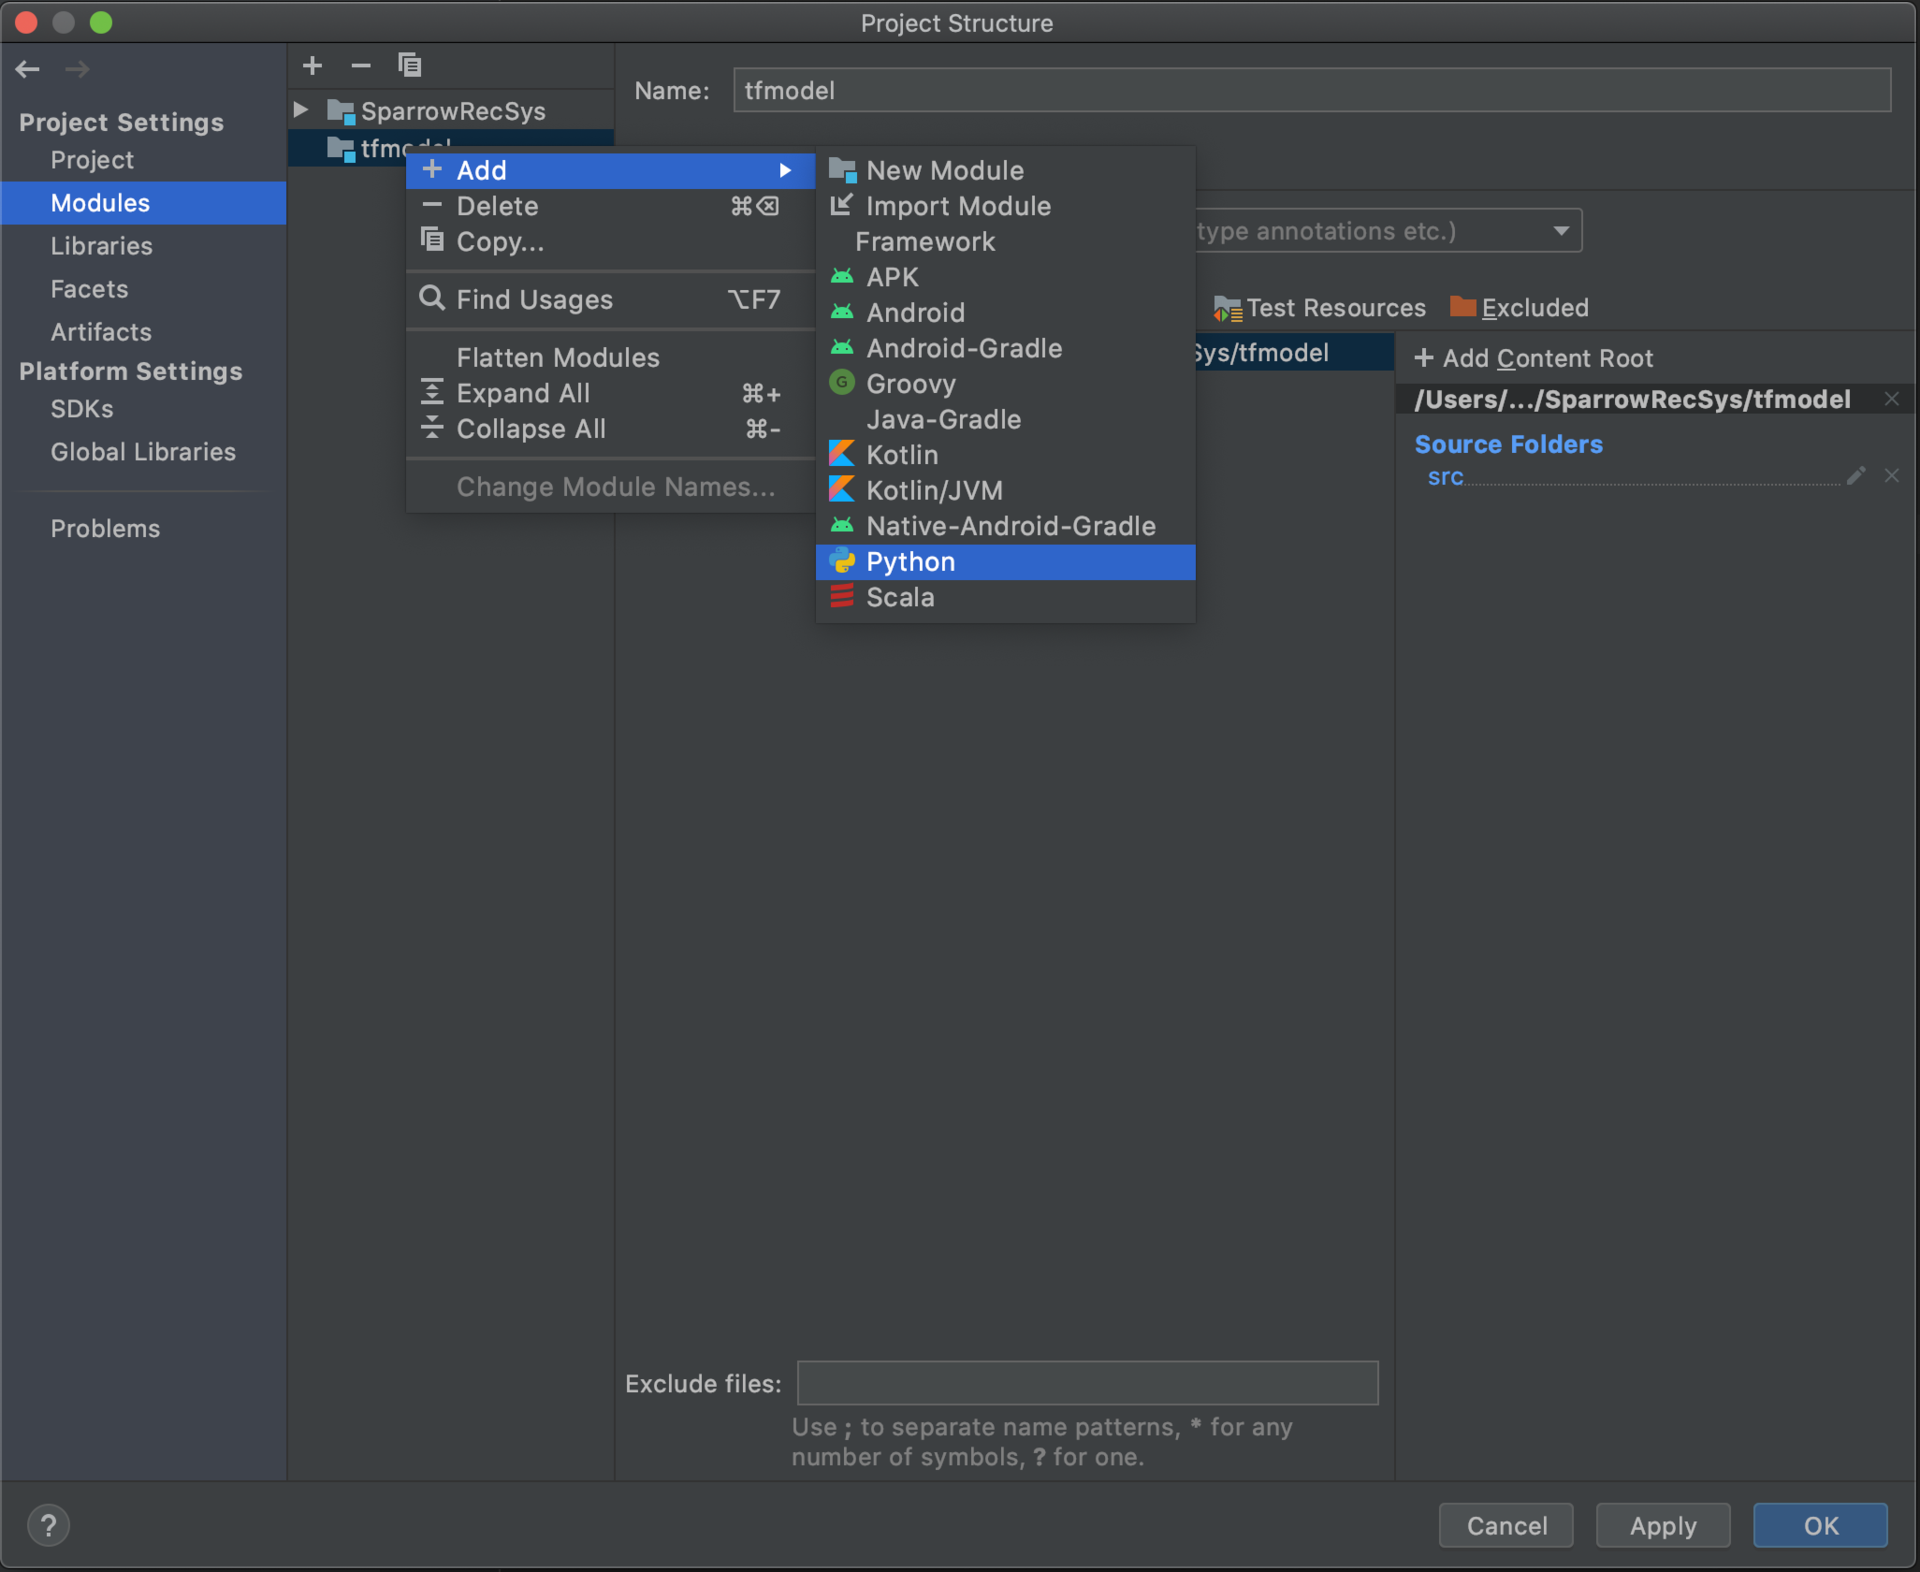 Project Structure
Project Settings
Project
Modules
Libraries
Facets
Artifacts
Platform Settings
SDKs
Global Libraries
Problems
SparrowRecSys
Name: tfmodel
Add
Delete ⌘⌫
Copy...
Find Usages ⌥F7
Flatten Modules
Expand All ⌘+
Collapse All ⌘-
Change Module Names...
New Module
Import Module
Framework
APK
Android
Android-Gradle
G Groovy
Java-Gradle
Kotlin
Kotlin/JVM
Native-Android-Gradle
Python
Scala
type annotations etc.)
Test Resources Excluded
Sys/tfmodel
+ Add Content Root
/Users/.../SparrowRecSys/tfmodel
Source Folders
src
Exclude files:
Use ; to separate name patterns, * for any
number of symbols, ? for one.
?
Cancel Apply OK